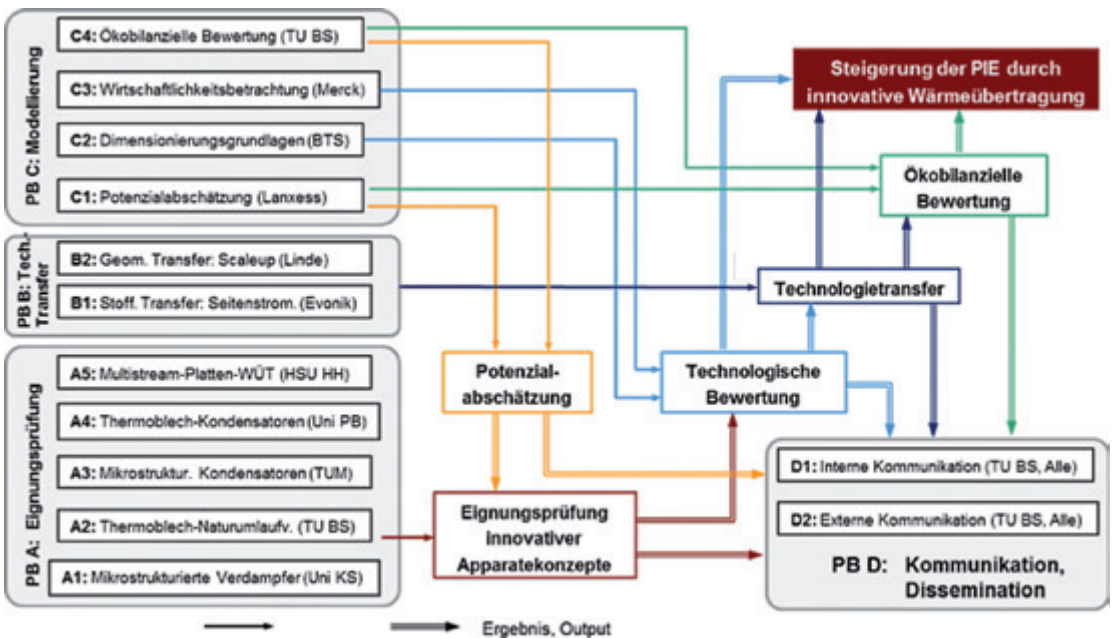 PB C: Modellierung
C4: Ökobilanzielle Bewertung (TU BS)
C3: Wirtschaftlichkeitsbetrachtung (Merck)
C2: Dimensionierungsgrundlagen (BTS)
C1: Potenzialabschätzung (Lanxess)
PB B: Tech.-
Transfer
B2: Geom. Transfer: Scaleup (Linde)
B1: Stoff. Transfer: Seitenstrom. (Evonik)
PB A: Eignungsprüfung
A5: Multistream-Platten-WÜT (HSU HH)
A4: Thermoblech-Kondensatoren (Uni PB)
A3: Mikrostruktur. Kondensatoren (TUM)
A2: Thermoblech-Naturumlaufv. (TU BS)
A1: Mikrostrukturierte Verdampfer (Uni KS)
Steigerung der PIE durch
innovative Wärmeübertragung
Ökobilanzielle
Bewertung
Technologietransfer
Potenzial-
abschätzung
Technologische
Bewertung
Eignungsprüfung
Innovativer
Apparatekonzepte
D1: Interne Kommunikation (TU BS, Alle)
D2: Externe Kommunikation (TU BS, Alle)
PB D: Kommunikation,
Dissemination
Ergebnis, Output